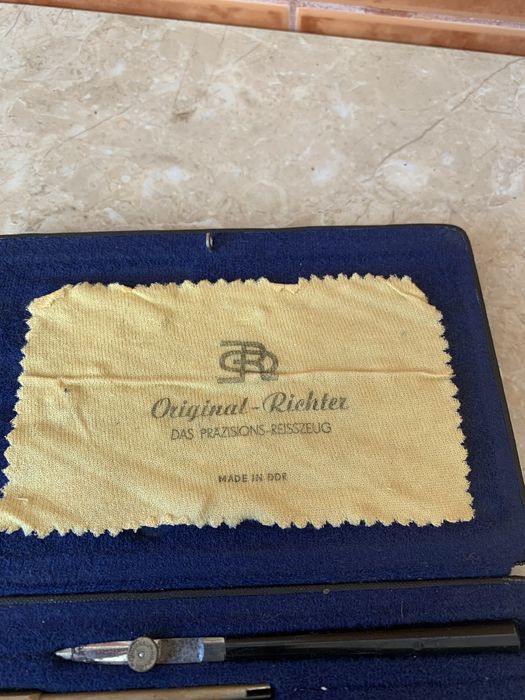 Original-Richter
DAS PRÄZISIONS-REISSZEUG
MADE IN DDR